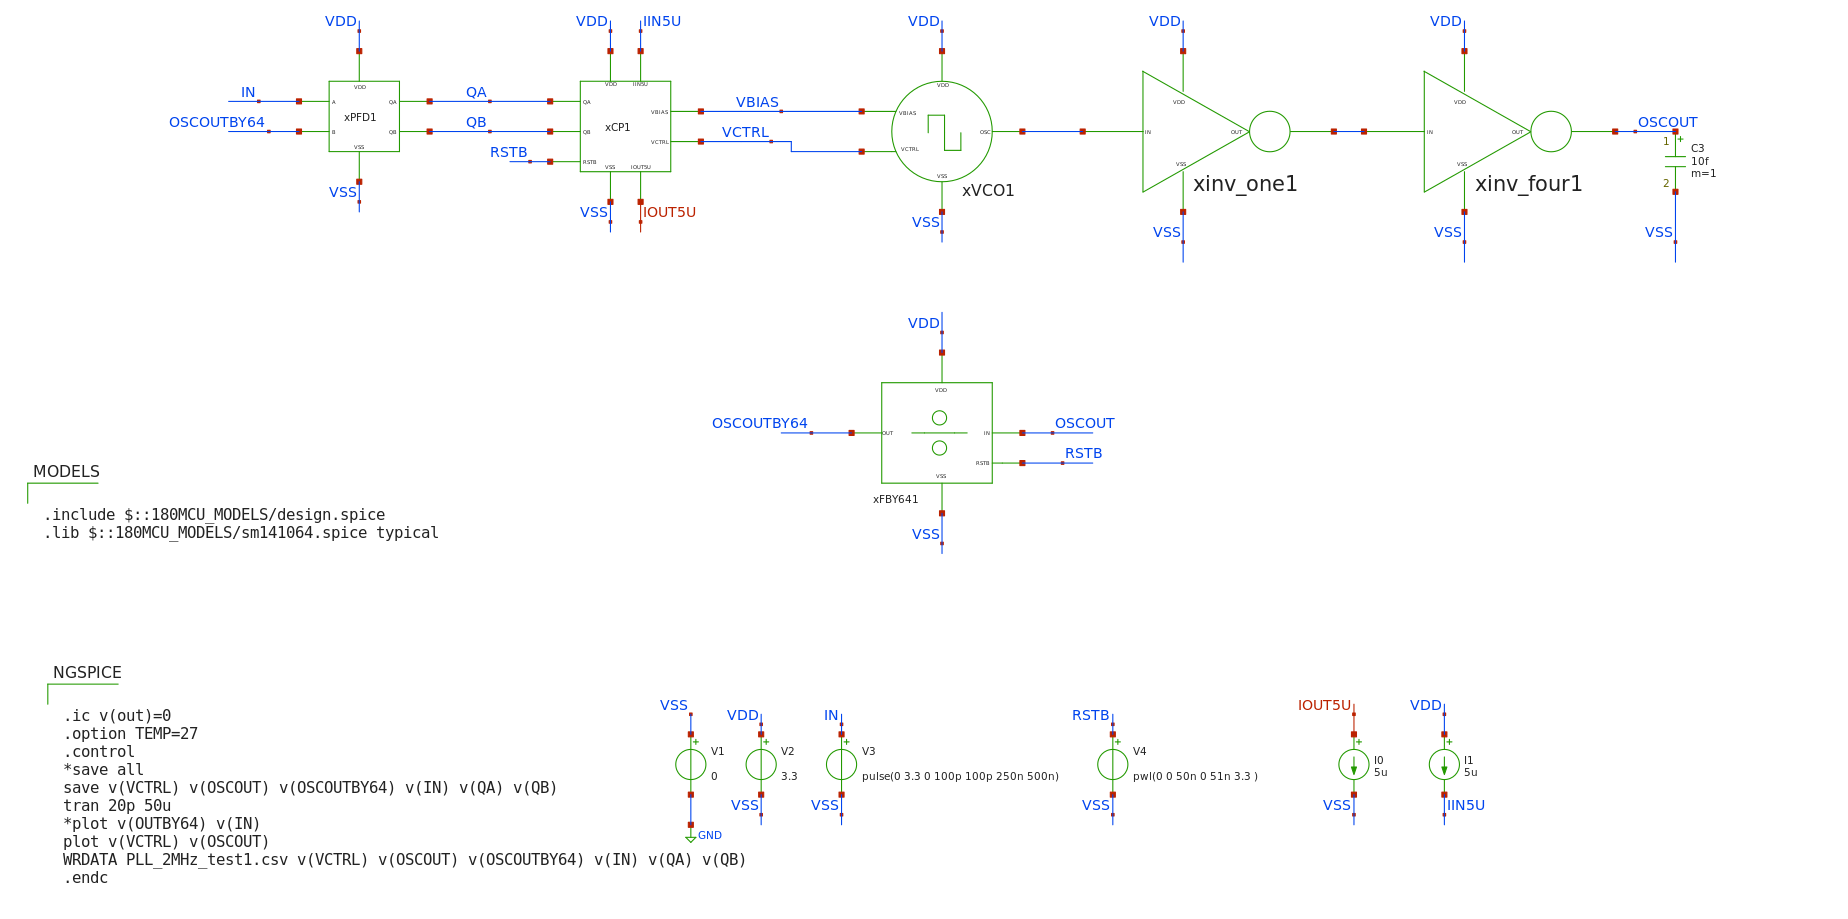 VDD
VDD IIN5U
VDD
VDD
VDD
IN
QA
VBIAS
OSCOUTBY64
QB
VCTRL
OSCOUT
RSTB
VDD
A
B
QA
QB
VSS
xPFD1
VDD IIN5U
QA
QB
RSTB
VBIAS
VCTRL
VSS IOUT5U
xCP1
VDD
VBIAS
VCTRL
OSC
VSS
xVCO1
VDD
IN
OUT
VSS
xinv_one1
VDD
IN
OUT
VSS
xinv_four1
1
2
C3
10f
m=1
VSS
VSS IOUT5U
VSS
VSS
VSS
VSS
VDD
OSCOUTBY64
VDD
OUT
IN
RSTB
VSS
OSCOUT
RSTB
xFBY641
VSS
MODELS
.include $::180MCU_MODELS/design.spice
.lib $::180MCU_MODELS/sm141064.spice typical
NGSPICE
.ic v(out)=0
.option TEMP=27
.control
*save all
save v(VCTRL) v(OSCOUT) v(OSCOUTBY64) v(IN) v(QA) v(QB)
tran 20p 50u
*plot v(OUTBY64) v(IN)
plot v(VCTRL) v(OSCOUT)
WRDATA PLL_2MHz_test1.csv v(VCTRL) v(OSCOUT) v(OSCOUTBY64) v(IN) v(QA) v(QB)
.endc
VSS
V1
0
GND
VDD
V2
3.3
VSS
IN
V3
pulse(0 3.3 0 100p 100p 250n 500n)
VSS
RSTB
V4
pwl(0 0 50n 0 51n 3.3 )
VSS
IOUT5U
I0
5u
VSS
VDD
I1
5u
IIN5U